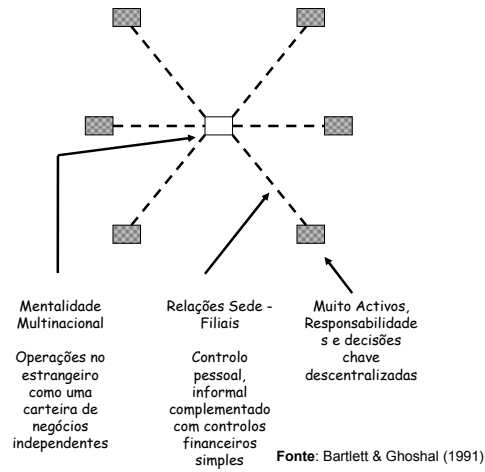 Mentalidade
Multinacional
Operações no
estrangeiro
como uma
carteira de
negócios
independentes
Relações Sede -
Filiais
Controlo
pessoal,
informal
complementado
com controlos
financeiros
simples
Muito Activos,
Responsabilidade
s e decisões
chave
descentralizadas
Fonte: Bartlett & Ghoshal (1991)